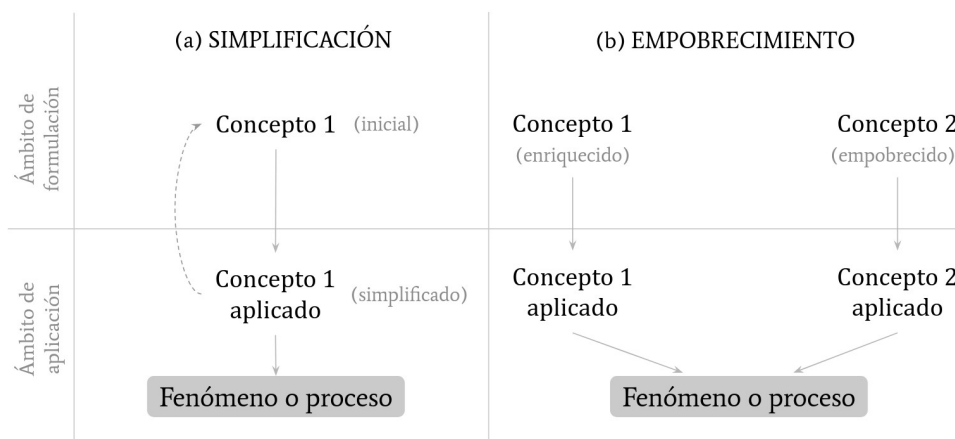 (a) SIMPLIFICACIÓN
(b) EMPOBRECIMIENTO
Ámbito de
formulación
Concepto 1 (inicial)
Concepto 1
(enriquecido)
Concepto 2
(empobrecido)
Ámbito de
aplicación
Concepto 1
aplicado
(simplificado)
Concepto 1
aplicado
Concepto 2
aplicado
Fenómeno o proceso
Fenómeno o proceso